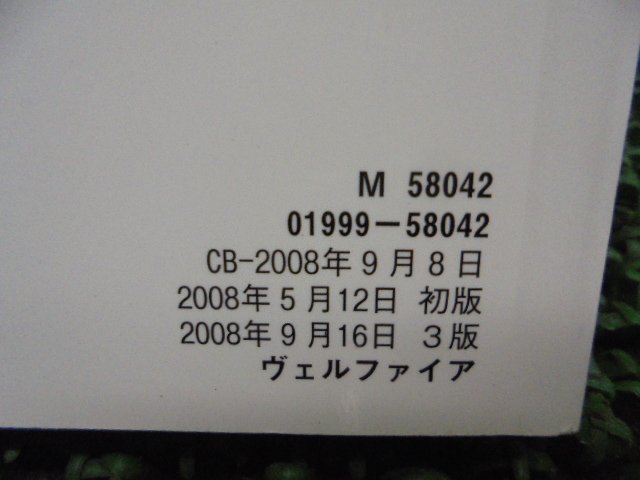 M 58042
01999-58042
CB-2008年9月8日
2008年5月12日 初版
2008年9月16日 3版
ヴェルファイア